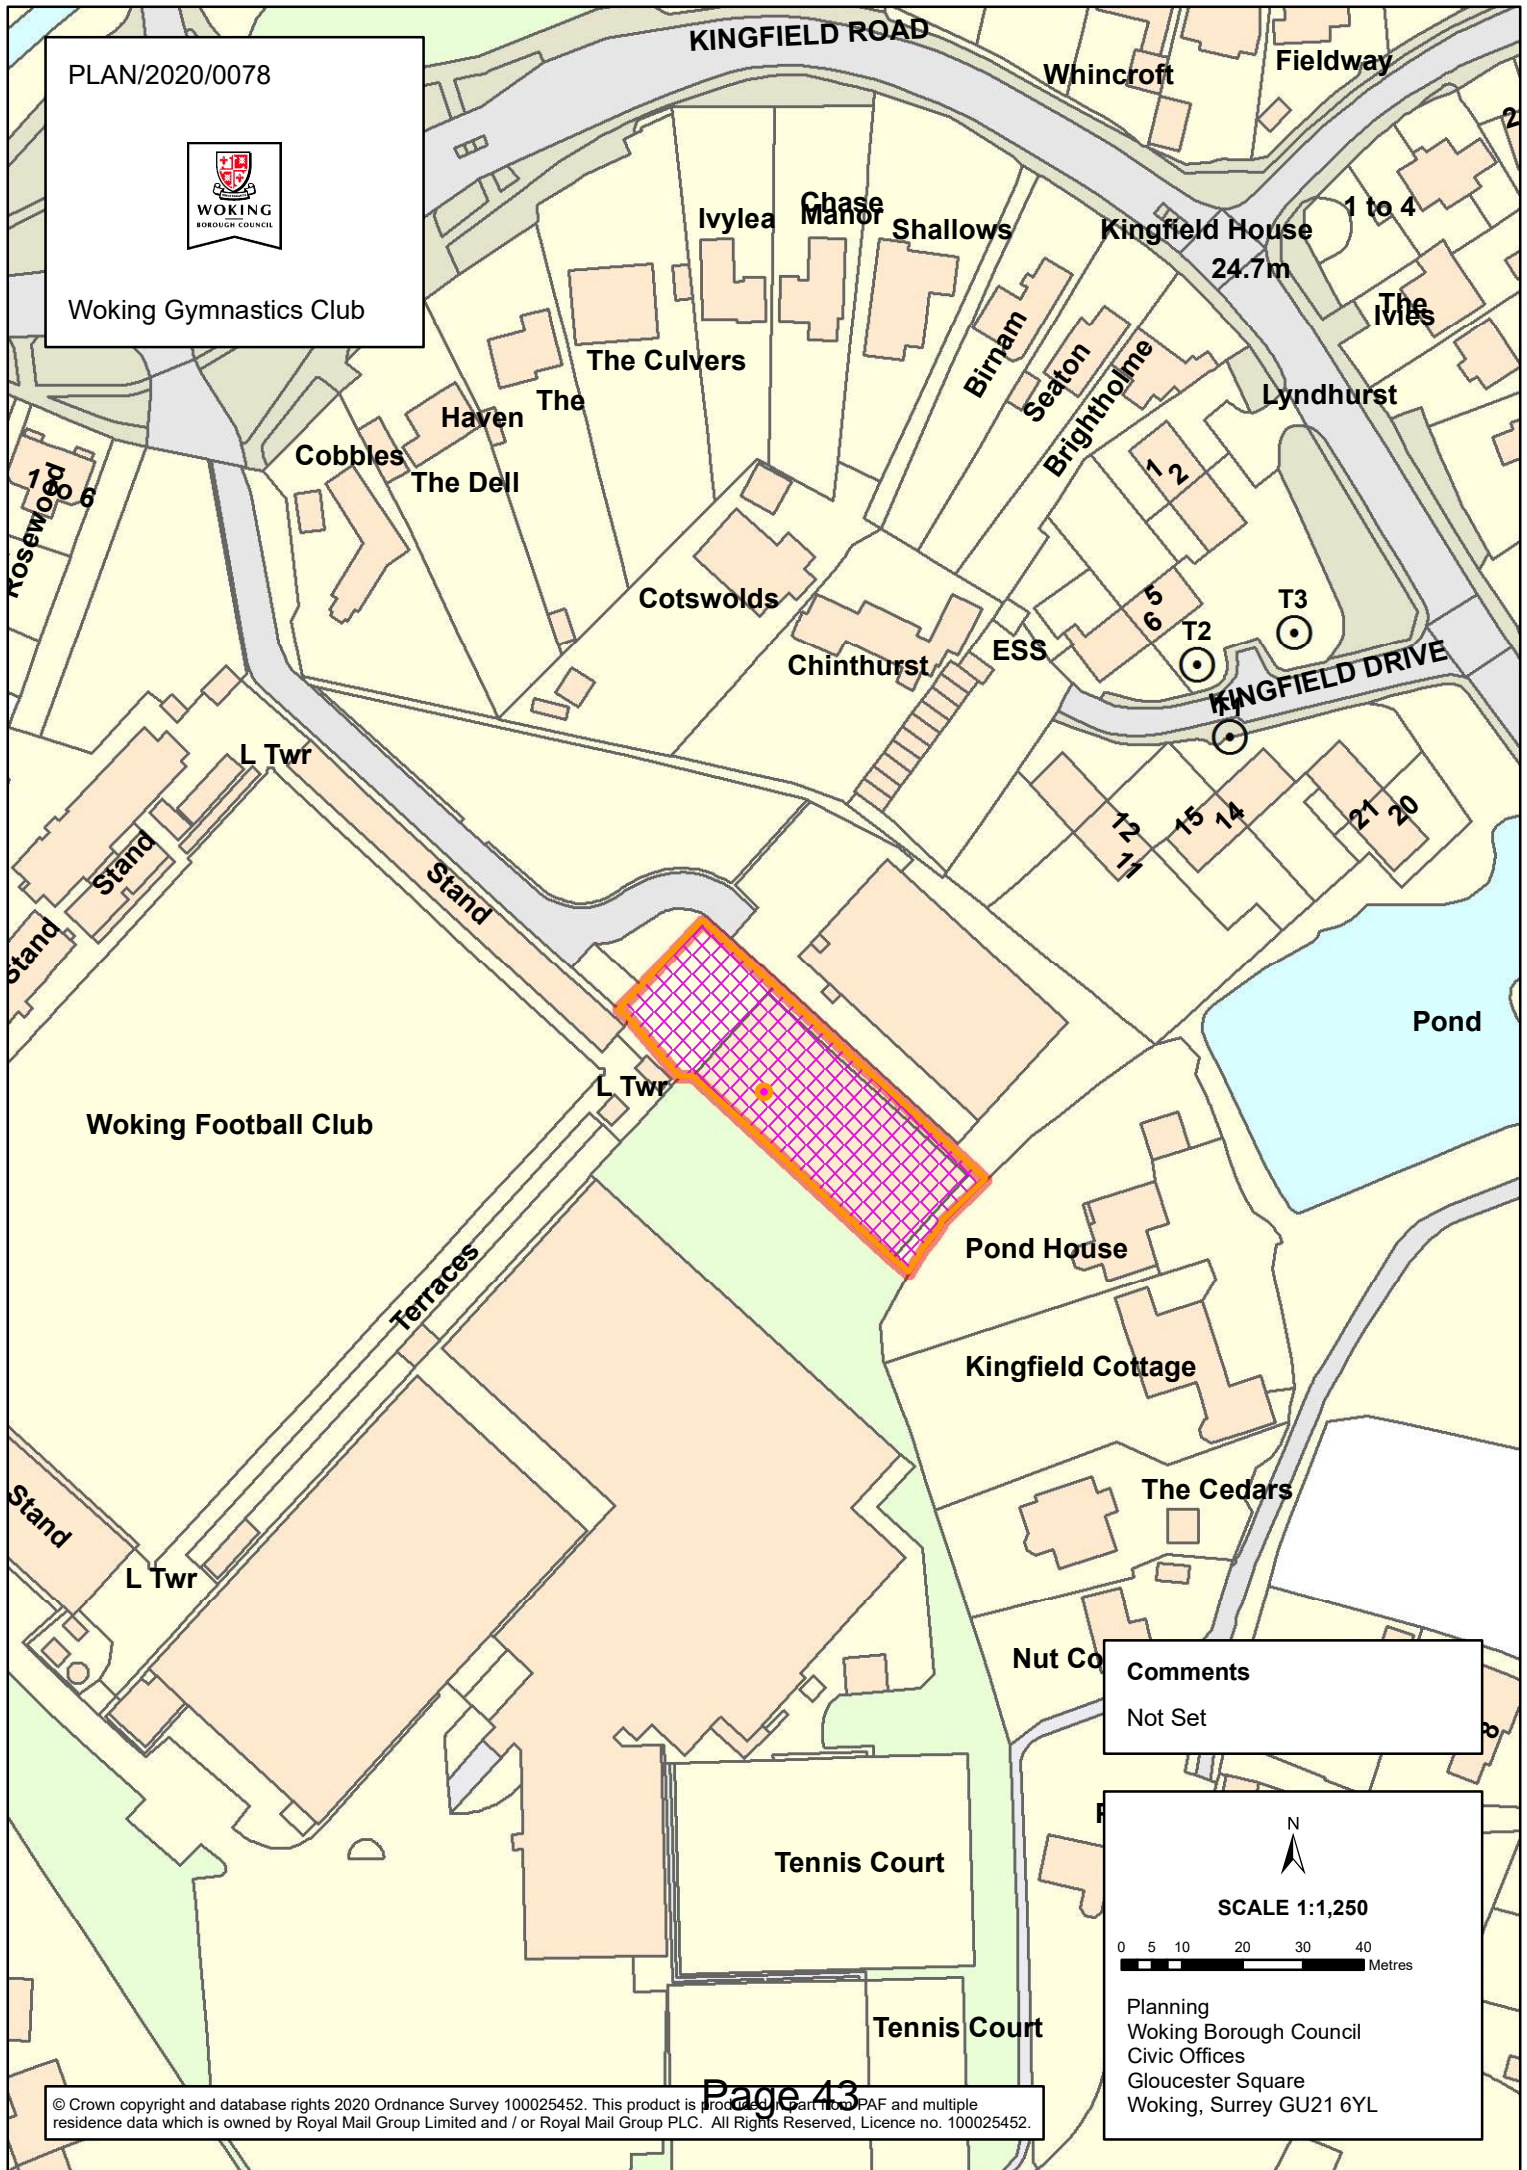 PLAN/2020/0078
WOKING
BOROUGH COUNCIL
Woking Gymnastics Club
KINGFIELD ROAD
Whincroft
Fieldway
2
1 to 4
Kingfield House
24.7m
The
Ivies
Lyndhurst
Ivylea
Chase
Manor
Shallows
Birnam
Seaton
Brightholme
The Culvers
The
Haven
Cobbles
The Dell
Rosewood
1 to 6
Cotswolds
Chinthurst
ESS
1
2
5
6
T2
T3
KINGFIELD DRIVE
12
11
15
14
21
20
L Twr
Stand
Stand
Stand
Pond
L Twr
Woking Football Club
Terraces
Pond House
Kingfield Cottage
The Cedars
Stand
L Twr
Nut Co
Comments
Not Set
8
Tennis Court
Tennis Court
N
SCALE 1:1,250
0 5 10 20 30 40
Metres
Planning
Woking Borough Council
Civic Offices
Gloucester Square
Woking, Surrey GU21 6YL
Page 43
© Crown copyright and database rights 2020 Ordnance Survey 100025452. This product is produced in part from PAF and multiple
residence data which is owned by Royal Mail Group Limited and / or Royal Mail Group PLC. All Rights Reserved, Licence no. 100025452.